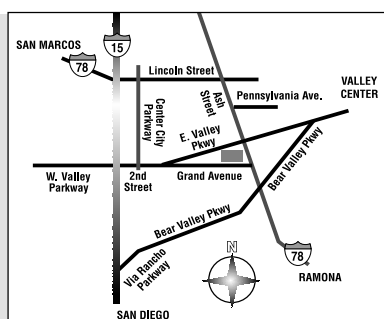 15
SAN MARCOS
78
Lincoln Street
VALLEY
CENTER
Pennsylvania Ave.
Ash
Street
Center City
Parkway
E. Valley
Pkwy
W. Valley
Parkway
2nd
Street
Grand Avenue
Bear Valley Pkwy
Bear Valley Pkwy
Via Rancho
Parkway
N
78
RAMONA
SAN DIEGO